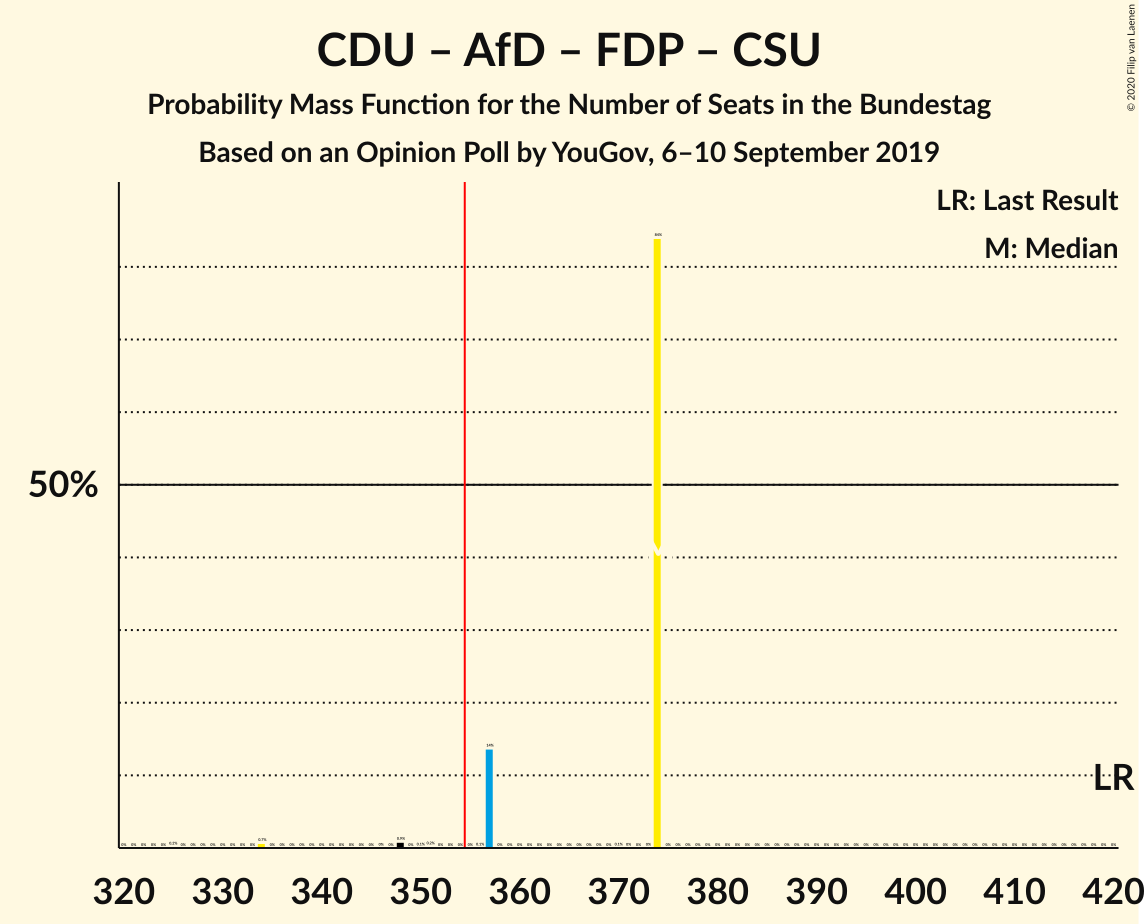 CDU – AfD – FDP – CSU
Probability Mass Function for the Number of Seats in the Bundestag
Based on an Opinion Poll by YouGov, 6–10 September 2019
© 2020 Filip van Laenen
LR: Last Result
M: Median
50%
M
LR
84%
14%
320 330 340 350 360 370 380 390 400 410 420